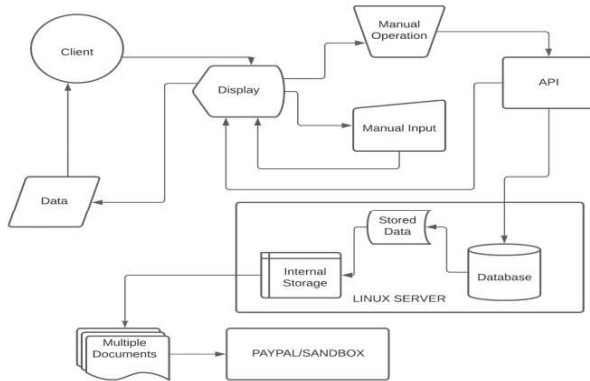 Client
Manual
Operation
Display
API
Manual Input
Data
Stored
Data
Internal
Storage
Database
LINUX SERVER
Multiple
Documents
PAYPAL/SANDBOX